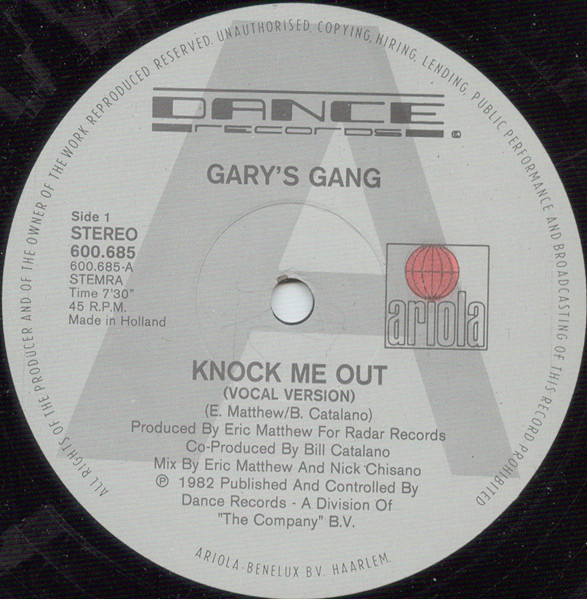 ALL RIGHTS OF THE PRODUCER AND OF THE OWNER OF THE WORK REPRODUCED RESERVED. UNAUTHORISED COPYING, HIRING, LENDING, PUBLIC PERFORMANCE AND BROADCASTING OF THIS RECORD PROHIBITED
DANCE
records
GARY'S GANG
Side 1
STEREO
600.685
600.685-A
STEMRA
Time 7'30"
45 R.P.M.
Made in Holland
ariola
KNOCK ME OUT
(VOCAL VERSION)
(E. Matthew/B. Catalano)
Produced By Eric Matthew For Radar Records
Co-Produced By Bill Catalano
Mix By Eric Matthew And Nick Chisano
℗ 1982 Published And Controlled By
Dance Records - A Division Of
"The Company" B.V.
ARIOLA-BENELUX B.V. HAARLEM.